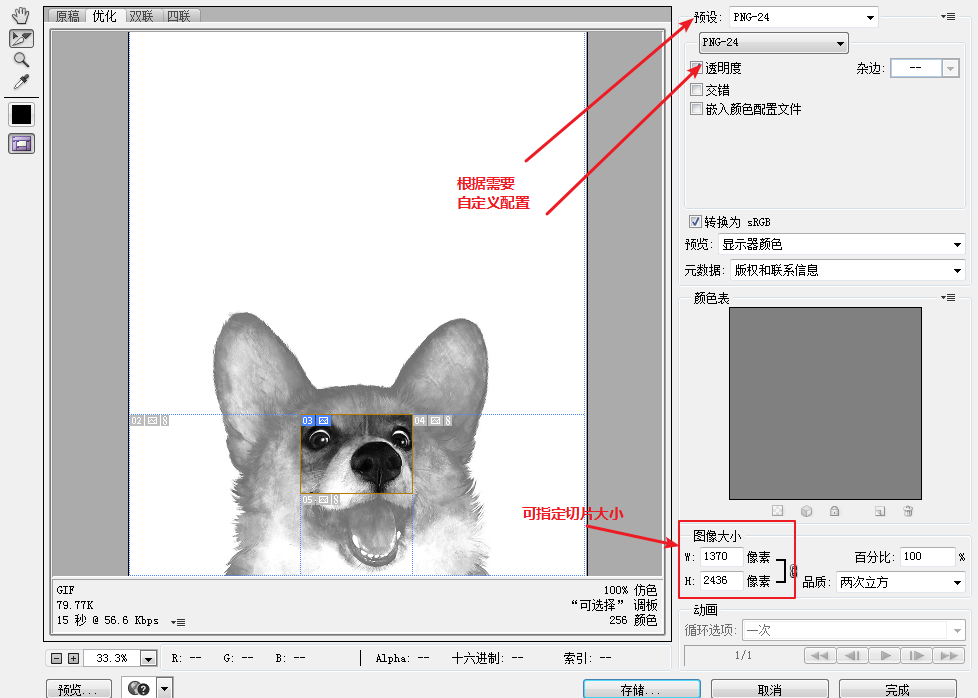 原稿 优化 双联 四联
预设: PNG-24
PNG-24
透明度 杂边: --
交错
嵌入颜色配置文件
根据需要
自定义配置
转换为 sRGB
预览: 显示器颜色
元数据: 版权和联系信息
颜色表
02 8
03
04 8
05 8
可指定切片大小
图像大小
W: 1370 像素
H: 2436 像素
百分比: 100 %
品质: 两次立方
GIF
79.77K
15 秒 @ 56.6 Kbps
100% 仿色
“可选择” 调板
256 颜色
动画
循环选项: 一次
1/1
33.3% R: -- G: -- B: -- Alpha: -- 十六进制: -- 索引: --
预览... 存储... 取消 完成